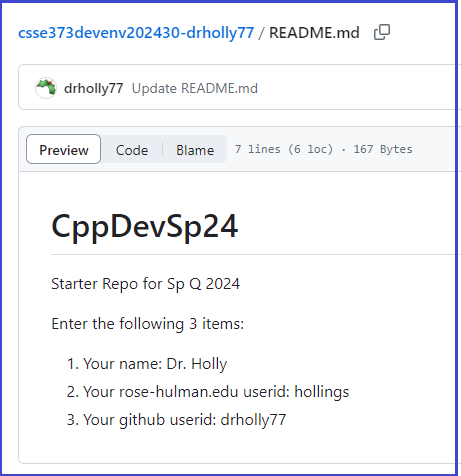 csse373devenv202430-drholly77 / README.md
drholly77 Update README.md
Preview Code Blame 7 lines (6 loc) · 167 Bytes
CppDevSp24
Starter Repo for Sp Q 2024
Enter the following 3 items:
1. Your name: Dr. Holly
2. Your rose-hulman.edu userid: hollings
3. Your github userid: drholly77